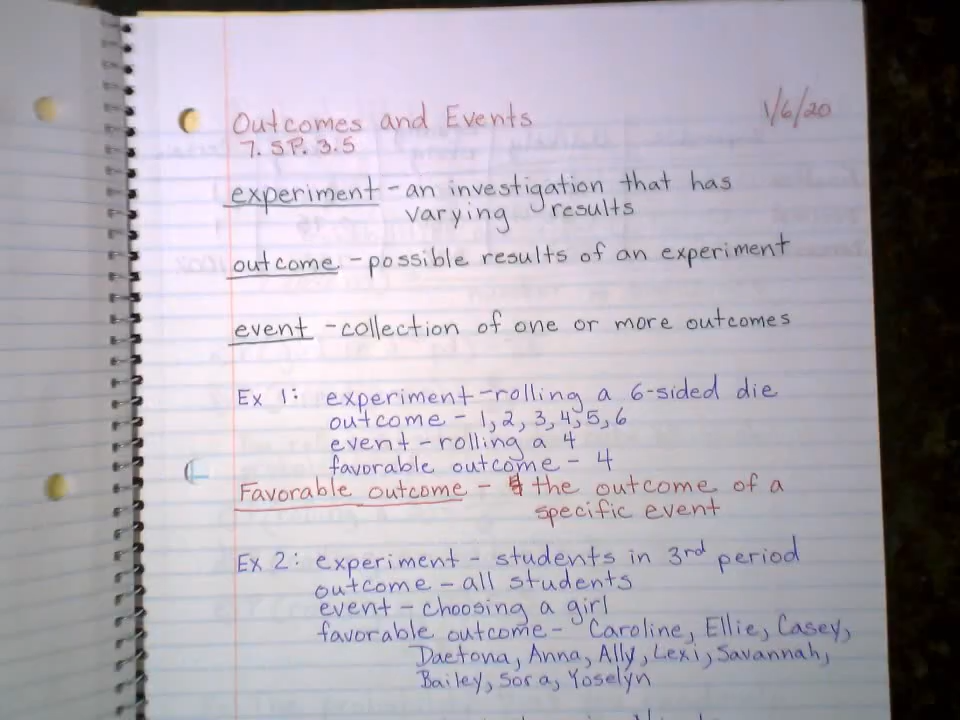 Outcomes and Events 1/6/20
7.SP.3.5
experiment - an investigation that has
varying results
outcome - possible results of an experiment
event - collection of one or more outcomes
Ex 1: experiment - rolling a 6-sided die
outcome - 1, 2, 3, 4, 5, 6
event - rolling a 4
favorable outcome - 4
Favorable outcome - the outcome of a
specific event
Ex 2: experiment - students in 3rd period
outcome - all students
event - choosing a girl
favorable outcome - Caroline, Ellie, Casey,
Daetona, Anna, Ally, Lexi, Savannah,
Bailey, Sora, Yoselyn